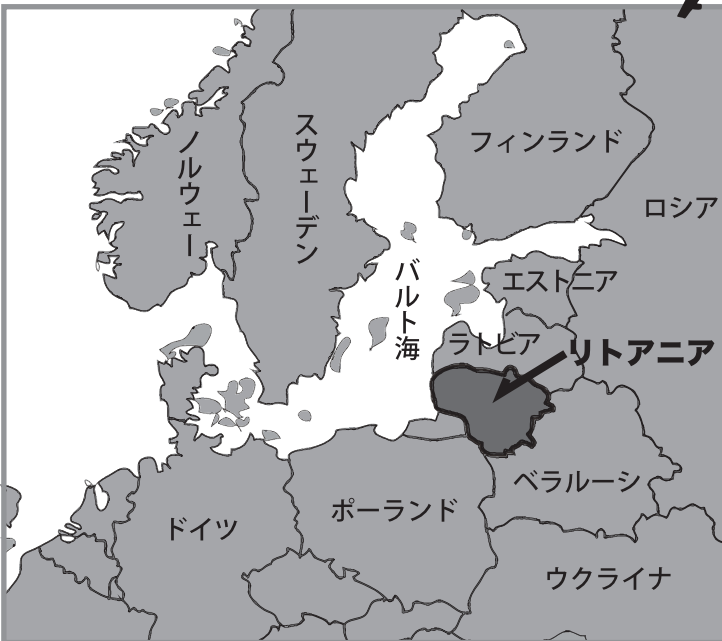 ノルウェー
スウェーデン
フィンランド
ロシア
バルト海
エストニア
ラトビア
リトアニア
ベラルーシ
ポーランド
ドイツ
ウクライナ